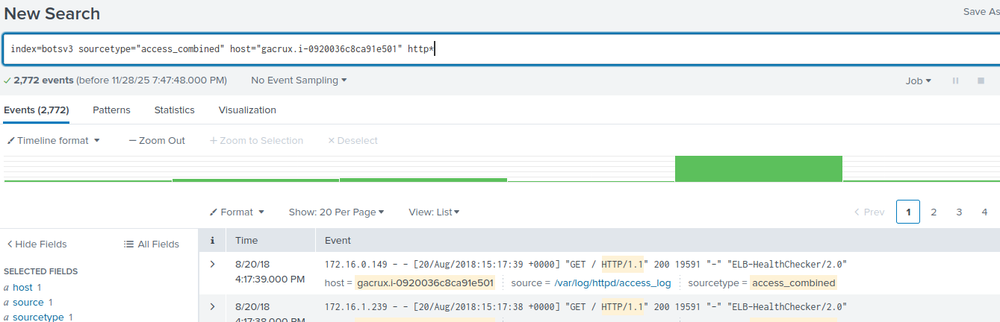 New Search
Save As
index=botsv3 sourcetype="access_combined" host="gacrux.i-0920036c8ca91e501" http*
2,772 events (before 11/28/25 7:47:48.000 PM) No Event Sampling
Job
Events (2,772) Patterns Statistics Visualization
Timeline format − Zoom Out + Zoom to Selection × Deselect
Format Show: 20 Per Page View: List
< Prev 1 2 3 4
< Hide Fields All Fields
i Time Event
SELECTED FIELDS
a host 1
a source 1
a sourcetype 1
> 8/20/18 4:17:39.000 PM
172.16.0.149 - - [20/Aug/2018:15:17:39 +0000] "GET / HTTP/1.1" 200 19591 "-" "ELB-HealthChecker/2.0"
host = gacrux.i-0920036c8ca91e501 source = /var/log/httpd/access_log sourcetype = access_combined
> 8/20/18 4:17:38.000 PM
172.16.1.239 - - [20/Aug/2018:15:17:38 +0000] "GET / HTTP/1.1" 200 19591 "-" "ELB-HealthChecker/2.0"